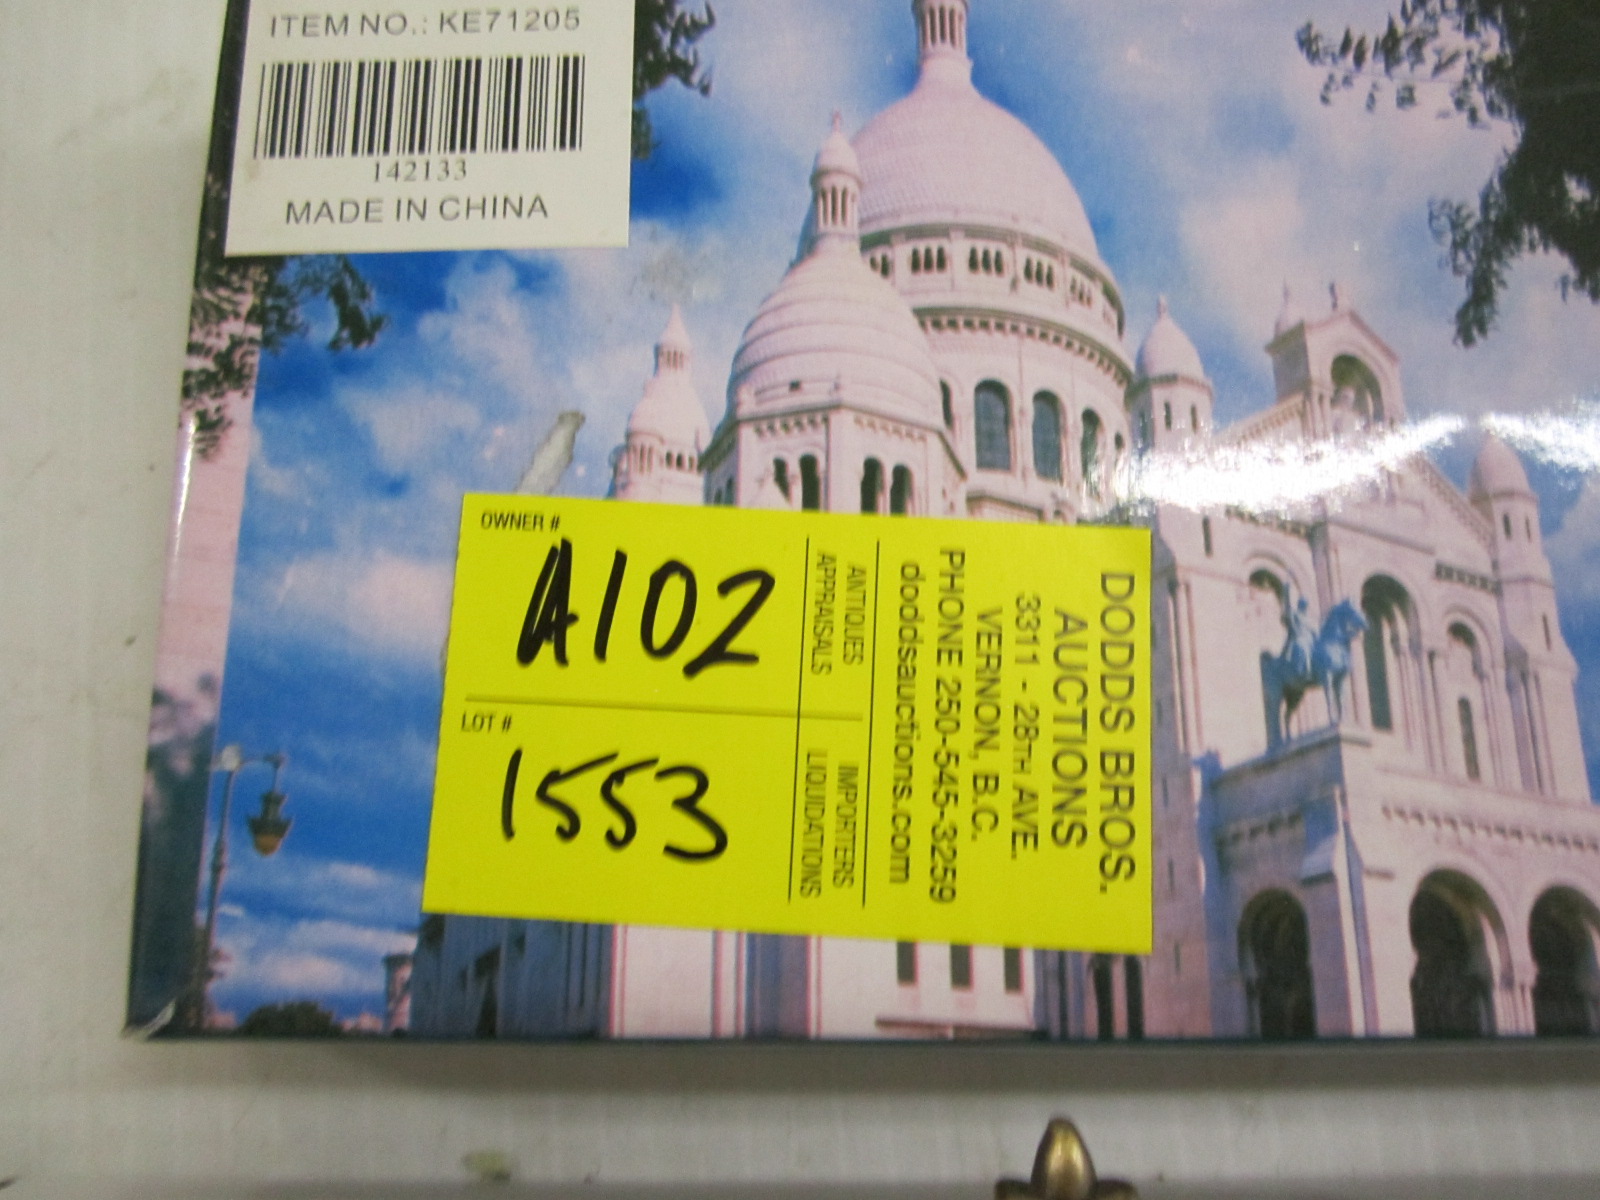 ITEM NO.: KE71205
142133
MADE IN CHINA
OWNER #
A102
LOT #
1553
ANTIQUES
APPRAISALS
IMPORTERS
LIQUIDATIONS
DODDS BROS.
AUCTIONS
3311 - 28TH AVE.
VERNON, B.C.
PHONE 250-545-3259
doddsauctions.com